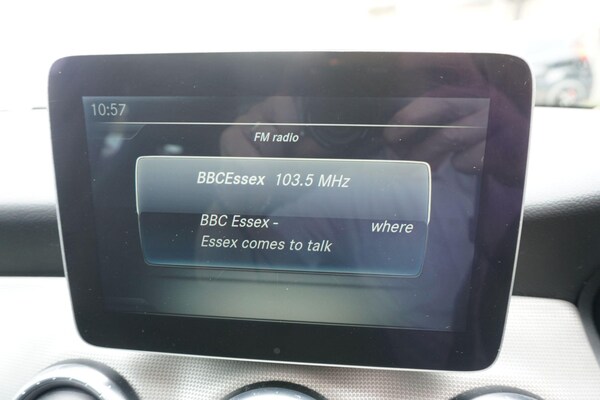 10:57
FM radio
BBCEssex 103.5 MHz
BBC Essex - where
Essex comes to talk